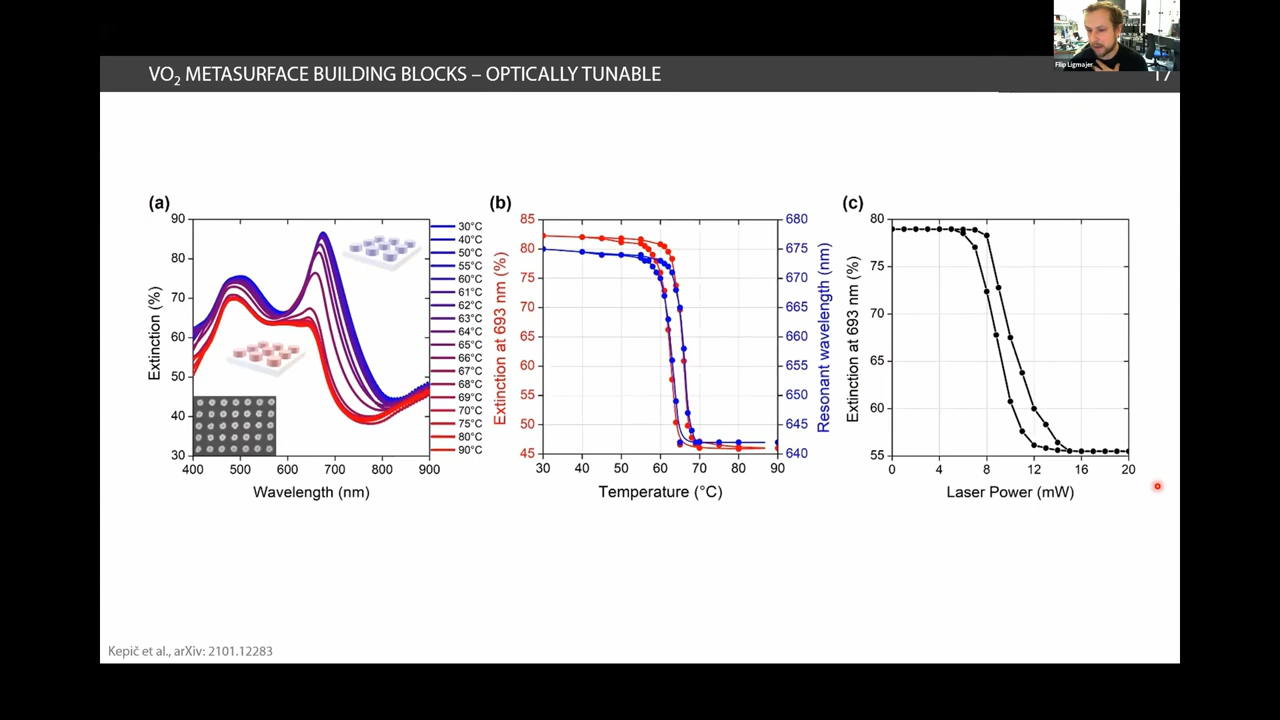 Filip Ligmajer
VO2 METASURFACE BUILDING BLOCKS – OPTICALLY TUNABLE
17
(a)
90
80
70
60
50
40
30
Extinction (%)
400 500 600 700 800 900
Wavelength (nm)
30°C
40°C
50°C
55°C
60°C
61°C
62°C
63°C
64°C
65°C
66°C
67°C
68°C
69°C
70°C
75°C
80°C
90°C
(b)
85
80
75
70
65
60
55
50
45
Extinction at 693 nm (%)
30 40 50 60 70 80 90
Temperature (°C)
680
675
670
665
660
655
650
645
640
Resonant wavelength (nm)
(c)
80
75
70
65
60
55
Extinction at 693 nm (%)
0 4 8 12 16 20
Laser Power (mW)
Kepič et al., arXiv: 2101.12283